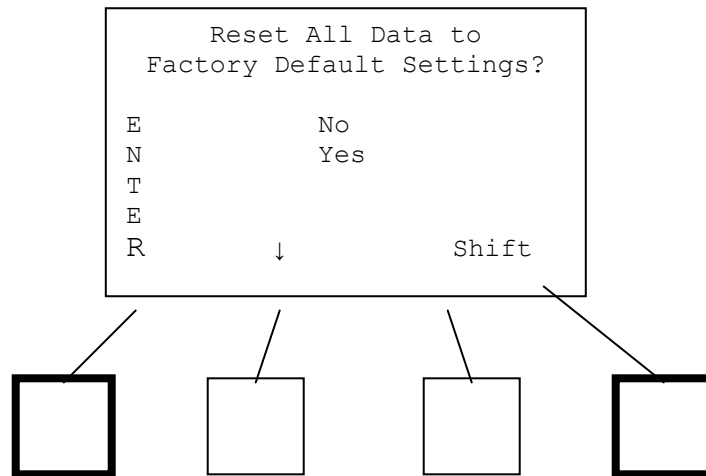 Reset All Data to
Factory Default Settings?
E No
N Yes
T
E
R ↓ Shift